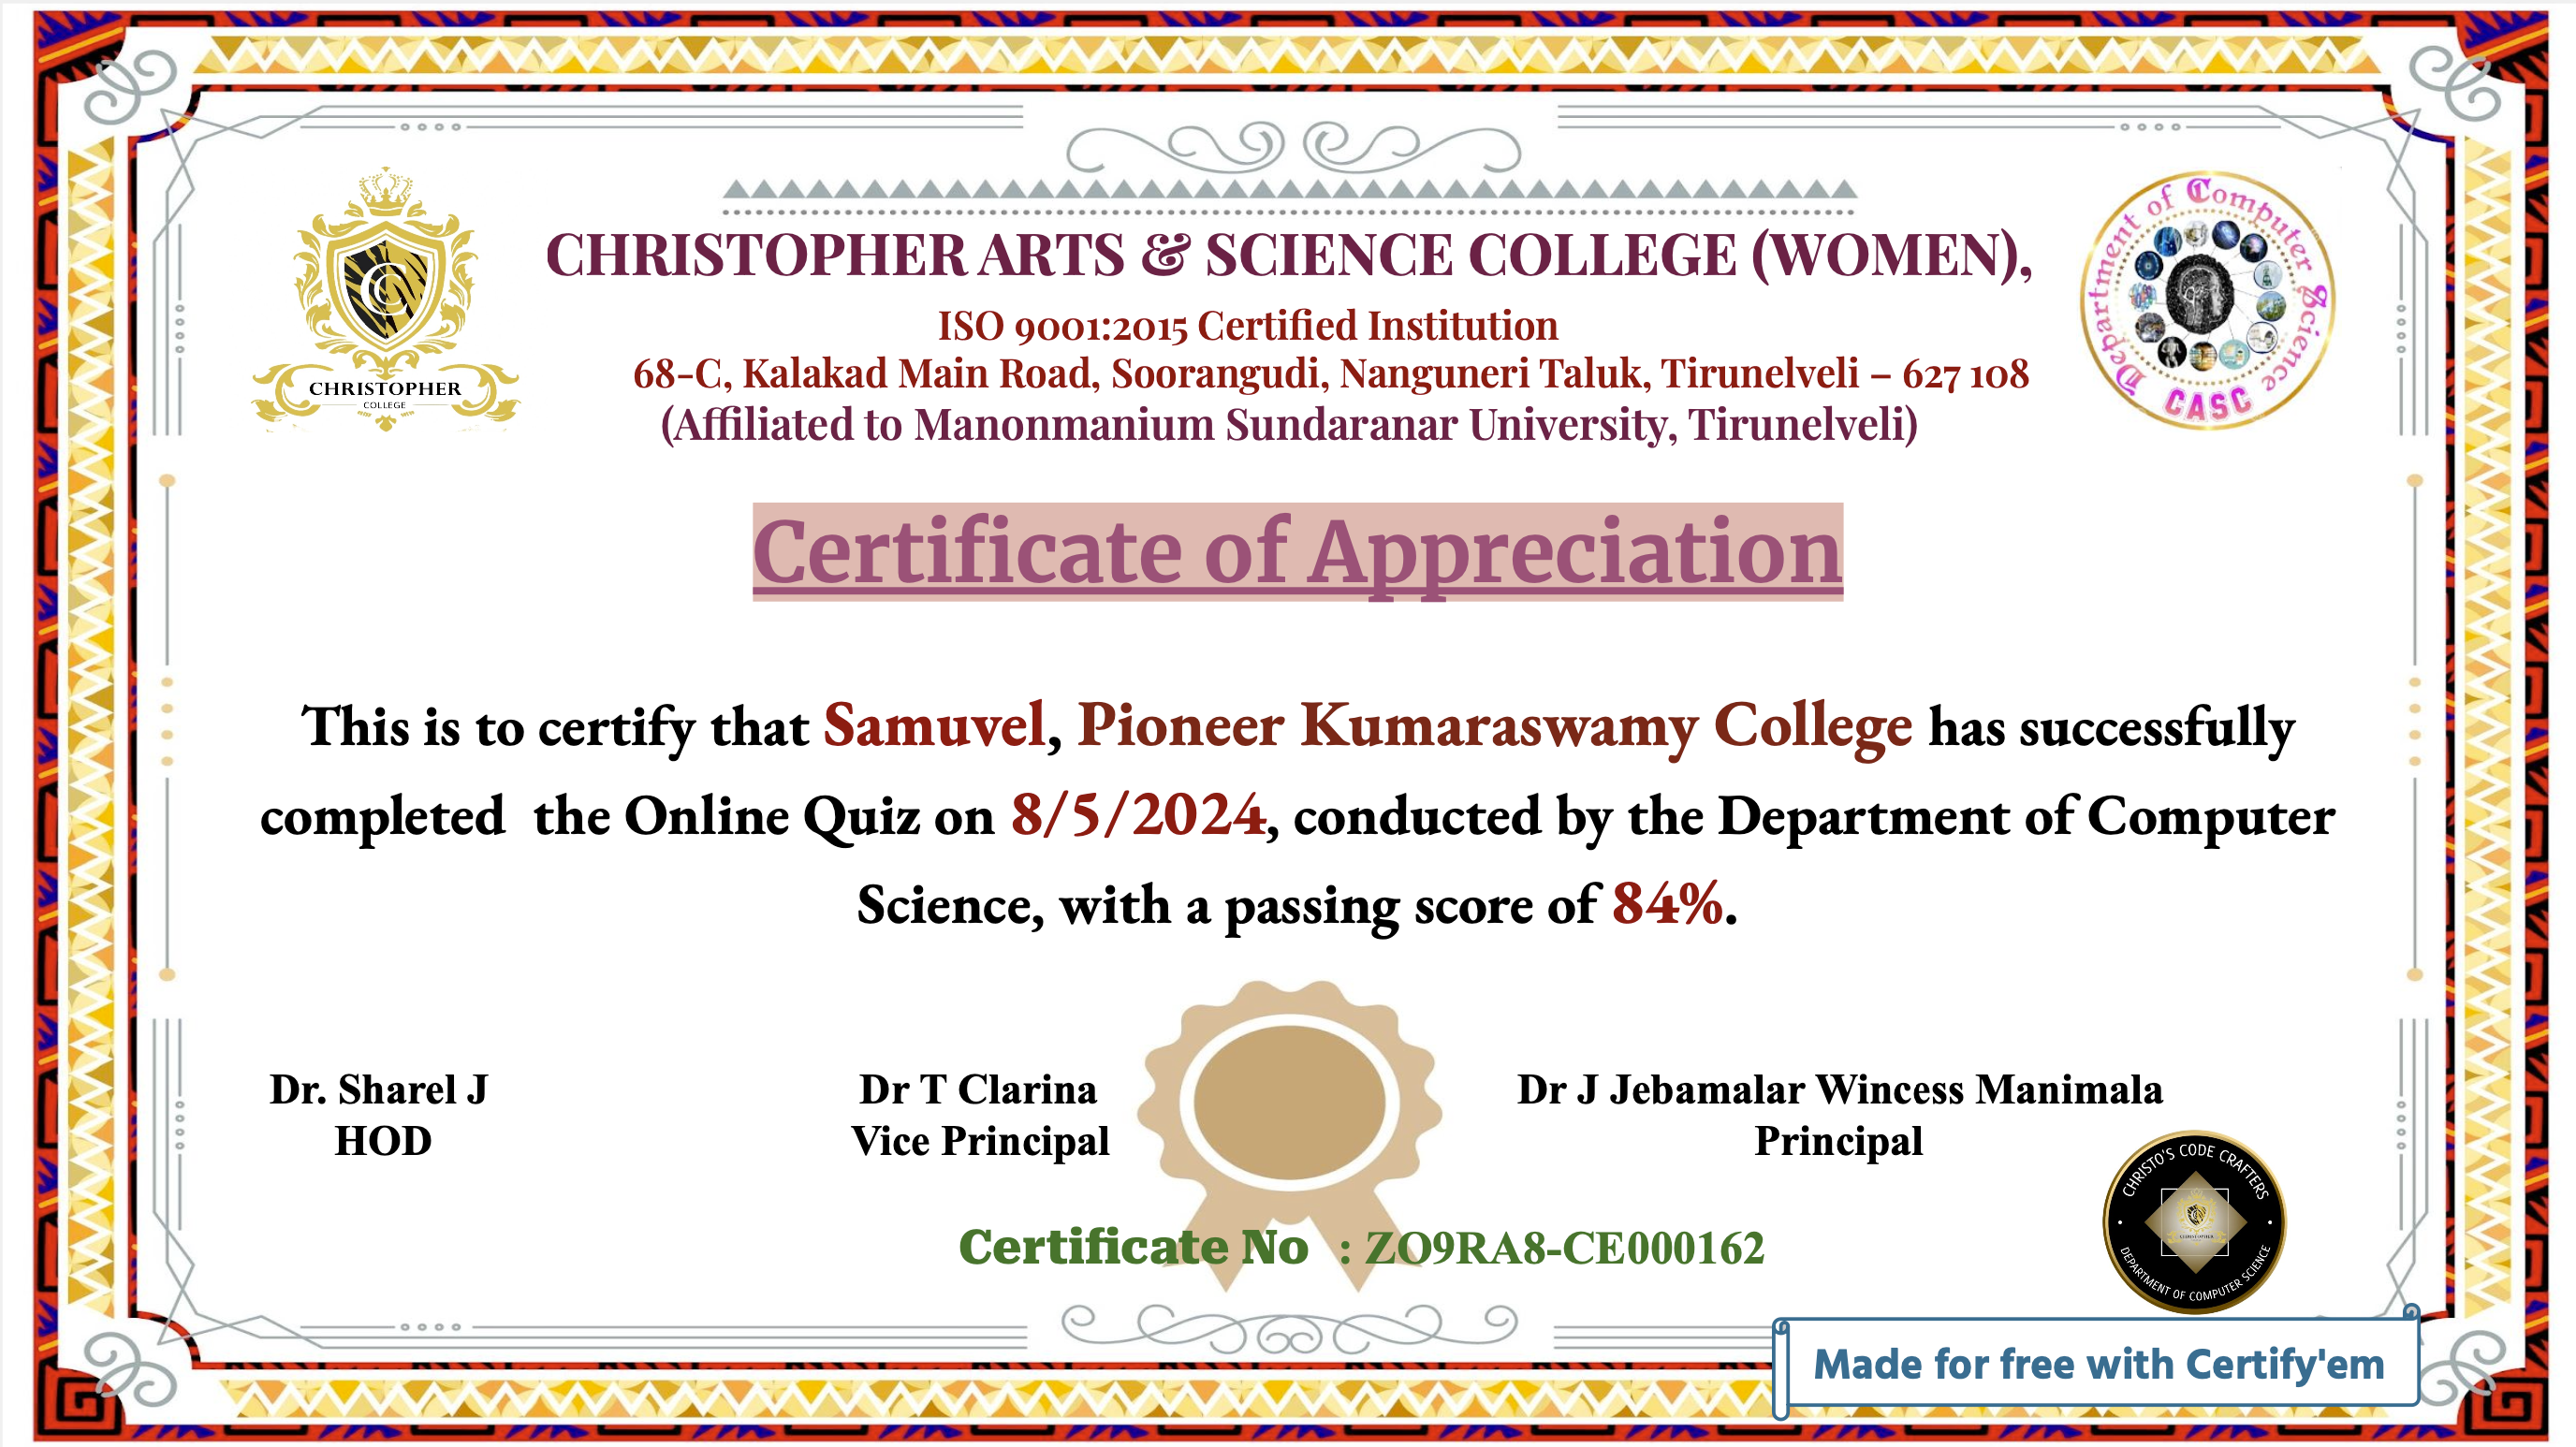 CHRISTOPHER
COLLEGE
CHRISTOPHER ARTS & SCIENCE COLLEGE (WOMEN),
ISO 9001:2015 Certified Institution
68-C, Kalakad Main Road, Soorangudi, Nanguneri Taluk, Tirunelveli – 627 108
(Affiliated to Manonmanium Sundaranar University, Tirunelveli)
Department of Computer Science
CASC
Certificate of Appreciation
This is to certify that Samuvel, Pioneer Kumaraswamy College has successfully
completed the Online Quiz on 8/5/2024, conducted by the Department of Computer
Science, with a passing score of 84%.
Dr. Sharel J
HOD
Dr T Clarina
Vice Principal
Dr J Jebamalar Wincess Manimala
Principal
CHRISTO'S CODE CRAFTERS
DEPARTMENT OF COMPUTER SCIENCE
Certificate No : ZO9RA8-CE000162
Made for free with Certify'em